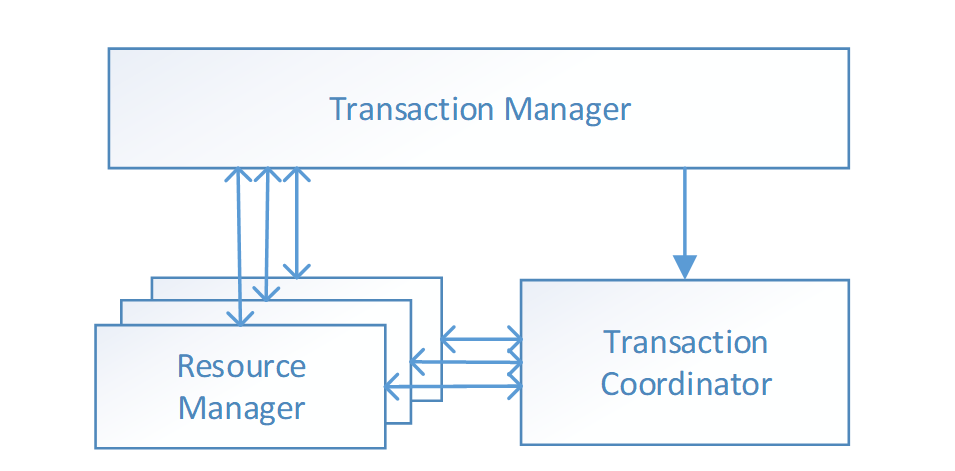 Transaction Manager
Resource
Manager
Transaction
Coordinator